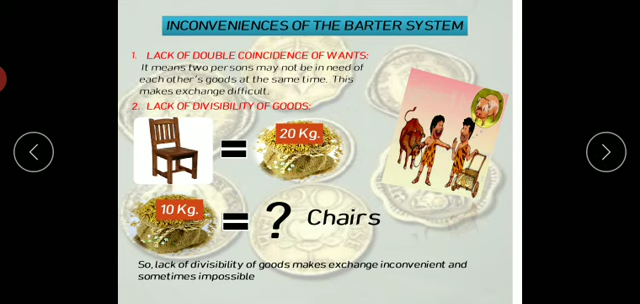 INCONVENIENCES OF THE BARTER SYSTEM
1. LACK OF DOUBLE COINCIDENCE OF WANTS:
It means two persons may not be in need of
each other's goods at the same time. This
makes exchange difficult.
2. LACK OF DIVISIBILITY OF GOODS:
= 20 Kg.
10 Kg. = ? Chairs
So, lack of divisibility of goods makes exchange inconvenient and
sometimes impossible